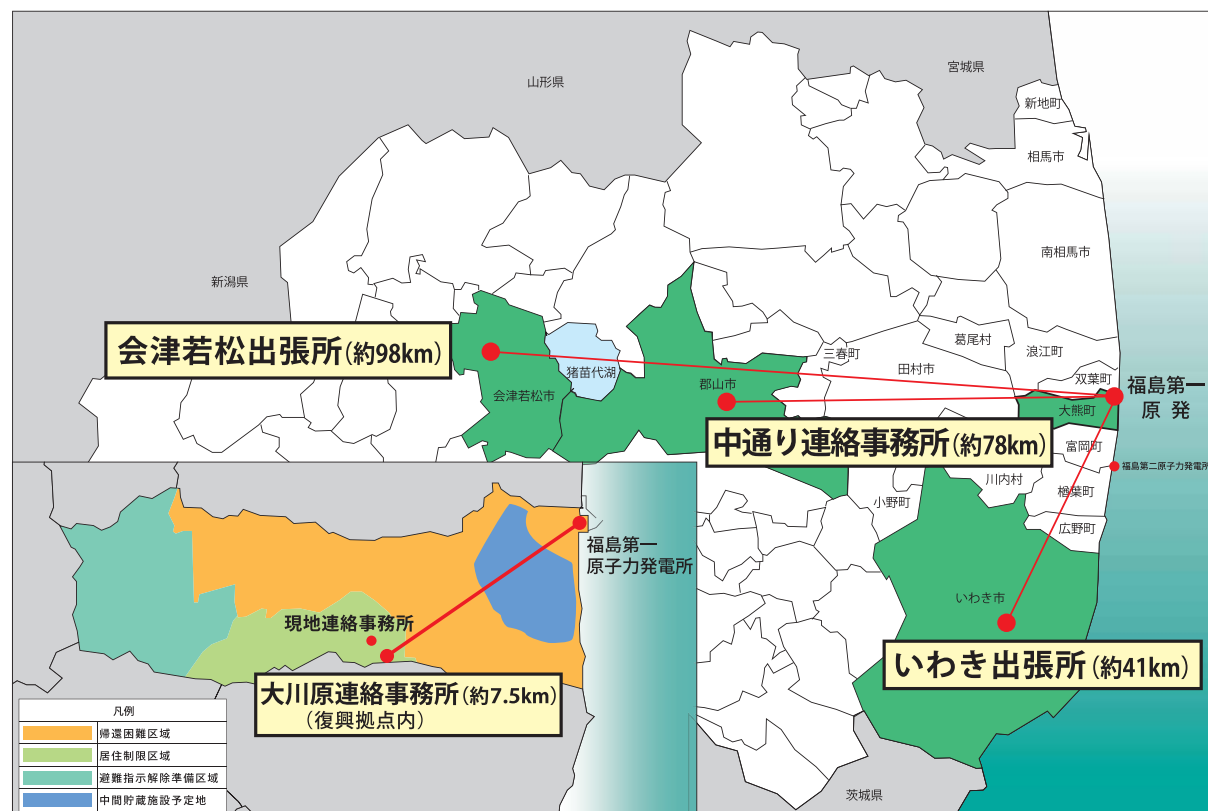 山形県
宮城県
新地町
相馬市
新潟県
南相馬市
会津若松出張所(約98km)
猪苗代湖
三春町
葛尾村
浪江町
田村市
双葉町
会津若松市
郡山市
大熊町
福島第一
原発
中通り連絡事務所(約78km)
富岡町
福島第二原子力発電所
川内村
楢葉町
小野町
広野町
いわき市
いわき出張所(約41km)
茨城県
福島第一
原子力発電所
現地連絡事務所
大川原連絡事務所(約7.5km)
(復興拠点内)
凡例
帰還困難区域
居住制限区域
避難指示解除準備区域
中間貯蔵施設予定地